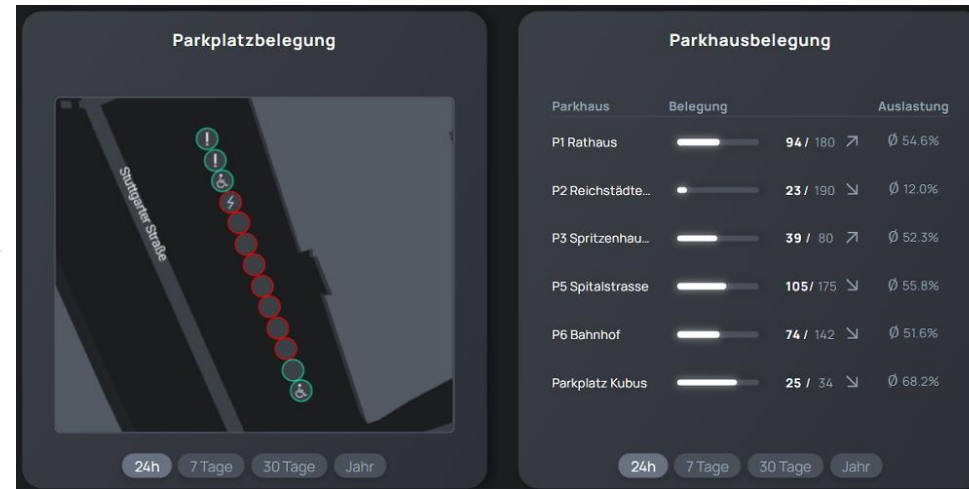 Parkplatzbelegung
Stuttgarter Straße
24h 7 Tage 30 Tage Jahr
Parkhausbelegung
Parkhaus Belegung Auslastung
P1 Rathaus 94 / 180 Ø 54.6%
P2 Reichstädte... 23 / 190 Ø 12.0%
P3 Spritzenhau... 39 / 80 Ø 52.3%
P5 Spitalstrasse 105/ 175 Ø 55.8%
P6 Bahnhof 74 / 142 Ø 51.6%
Parkplatz Kubus 25 / 34 Ø 68.2%
24h 7 Tage 30 Tage Jahr